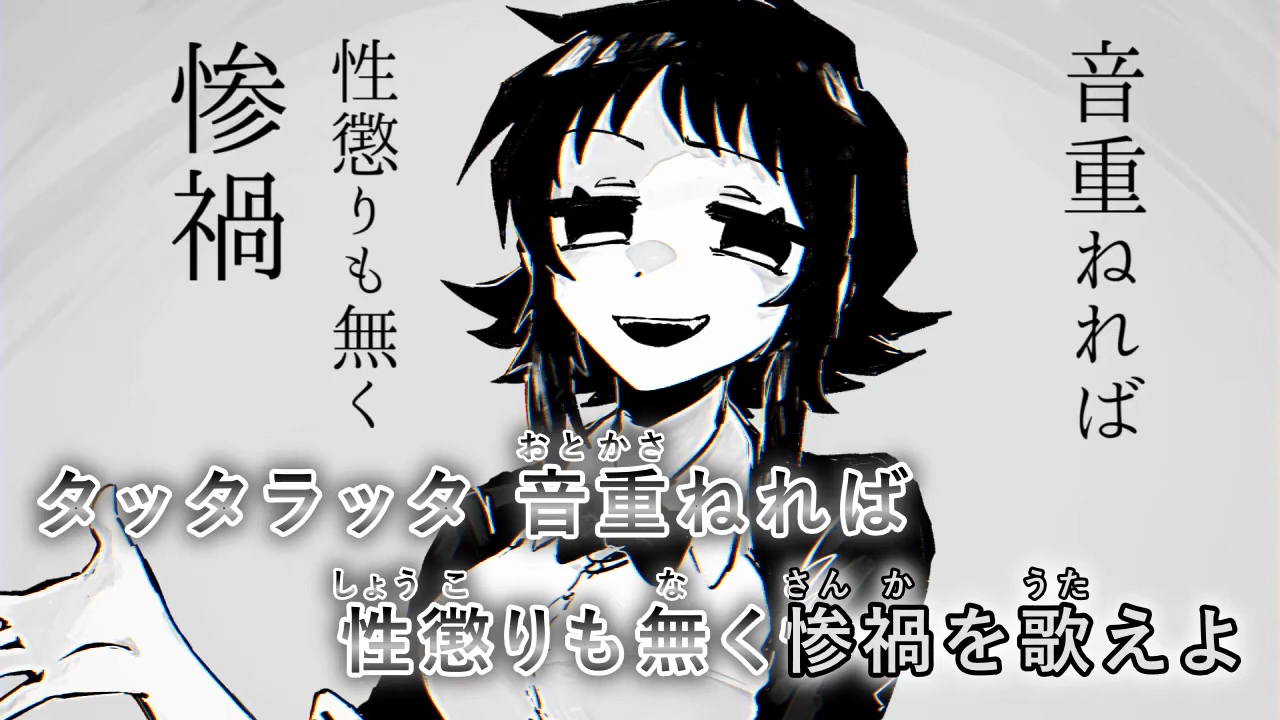 音重ねれば
性懲りも無く
惨禍
おとかさ
タッタラッタ 音重ねれば
しょうこ な さんか うた
性懲りも無く惨禍を歌えよ